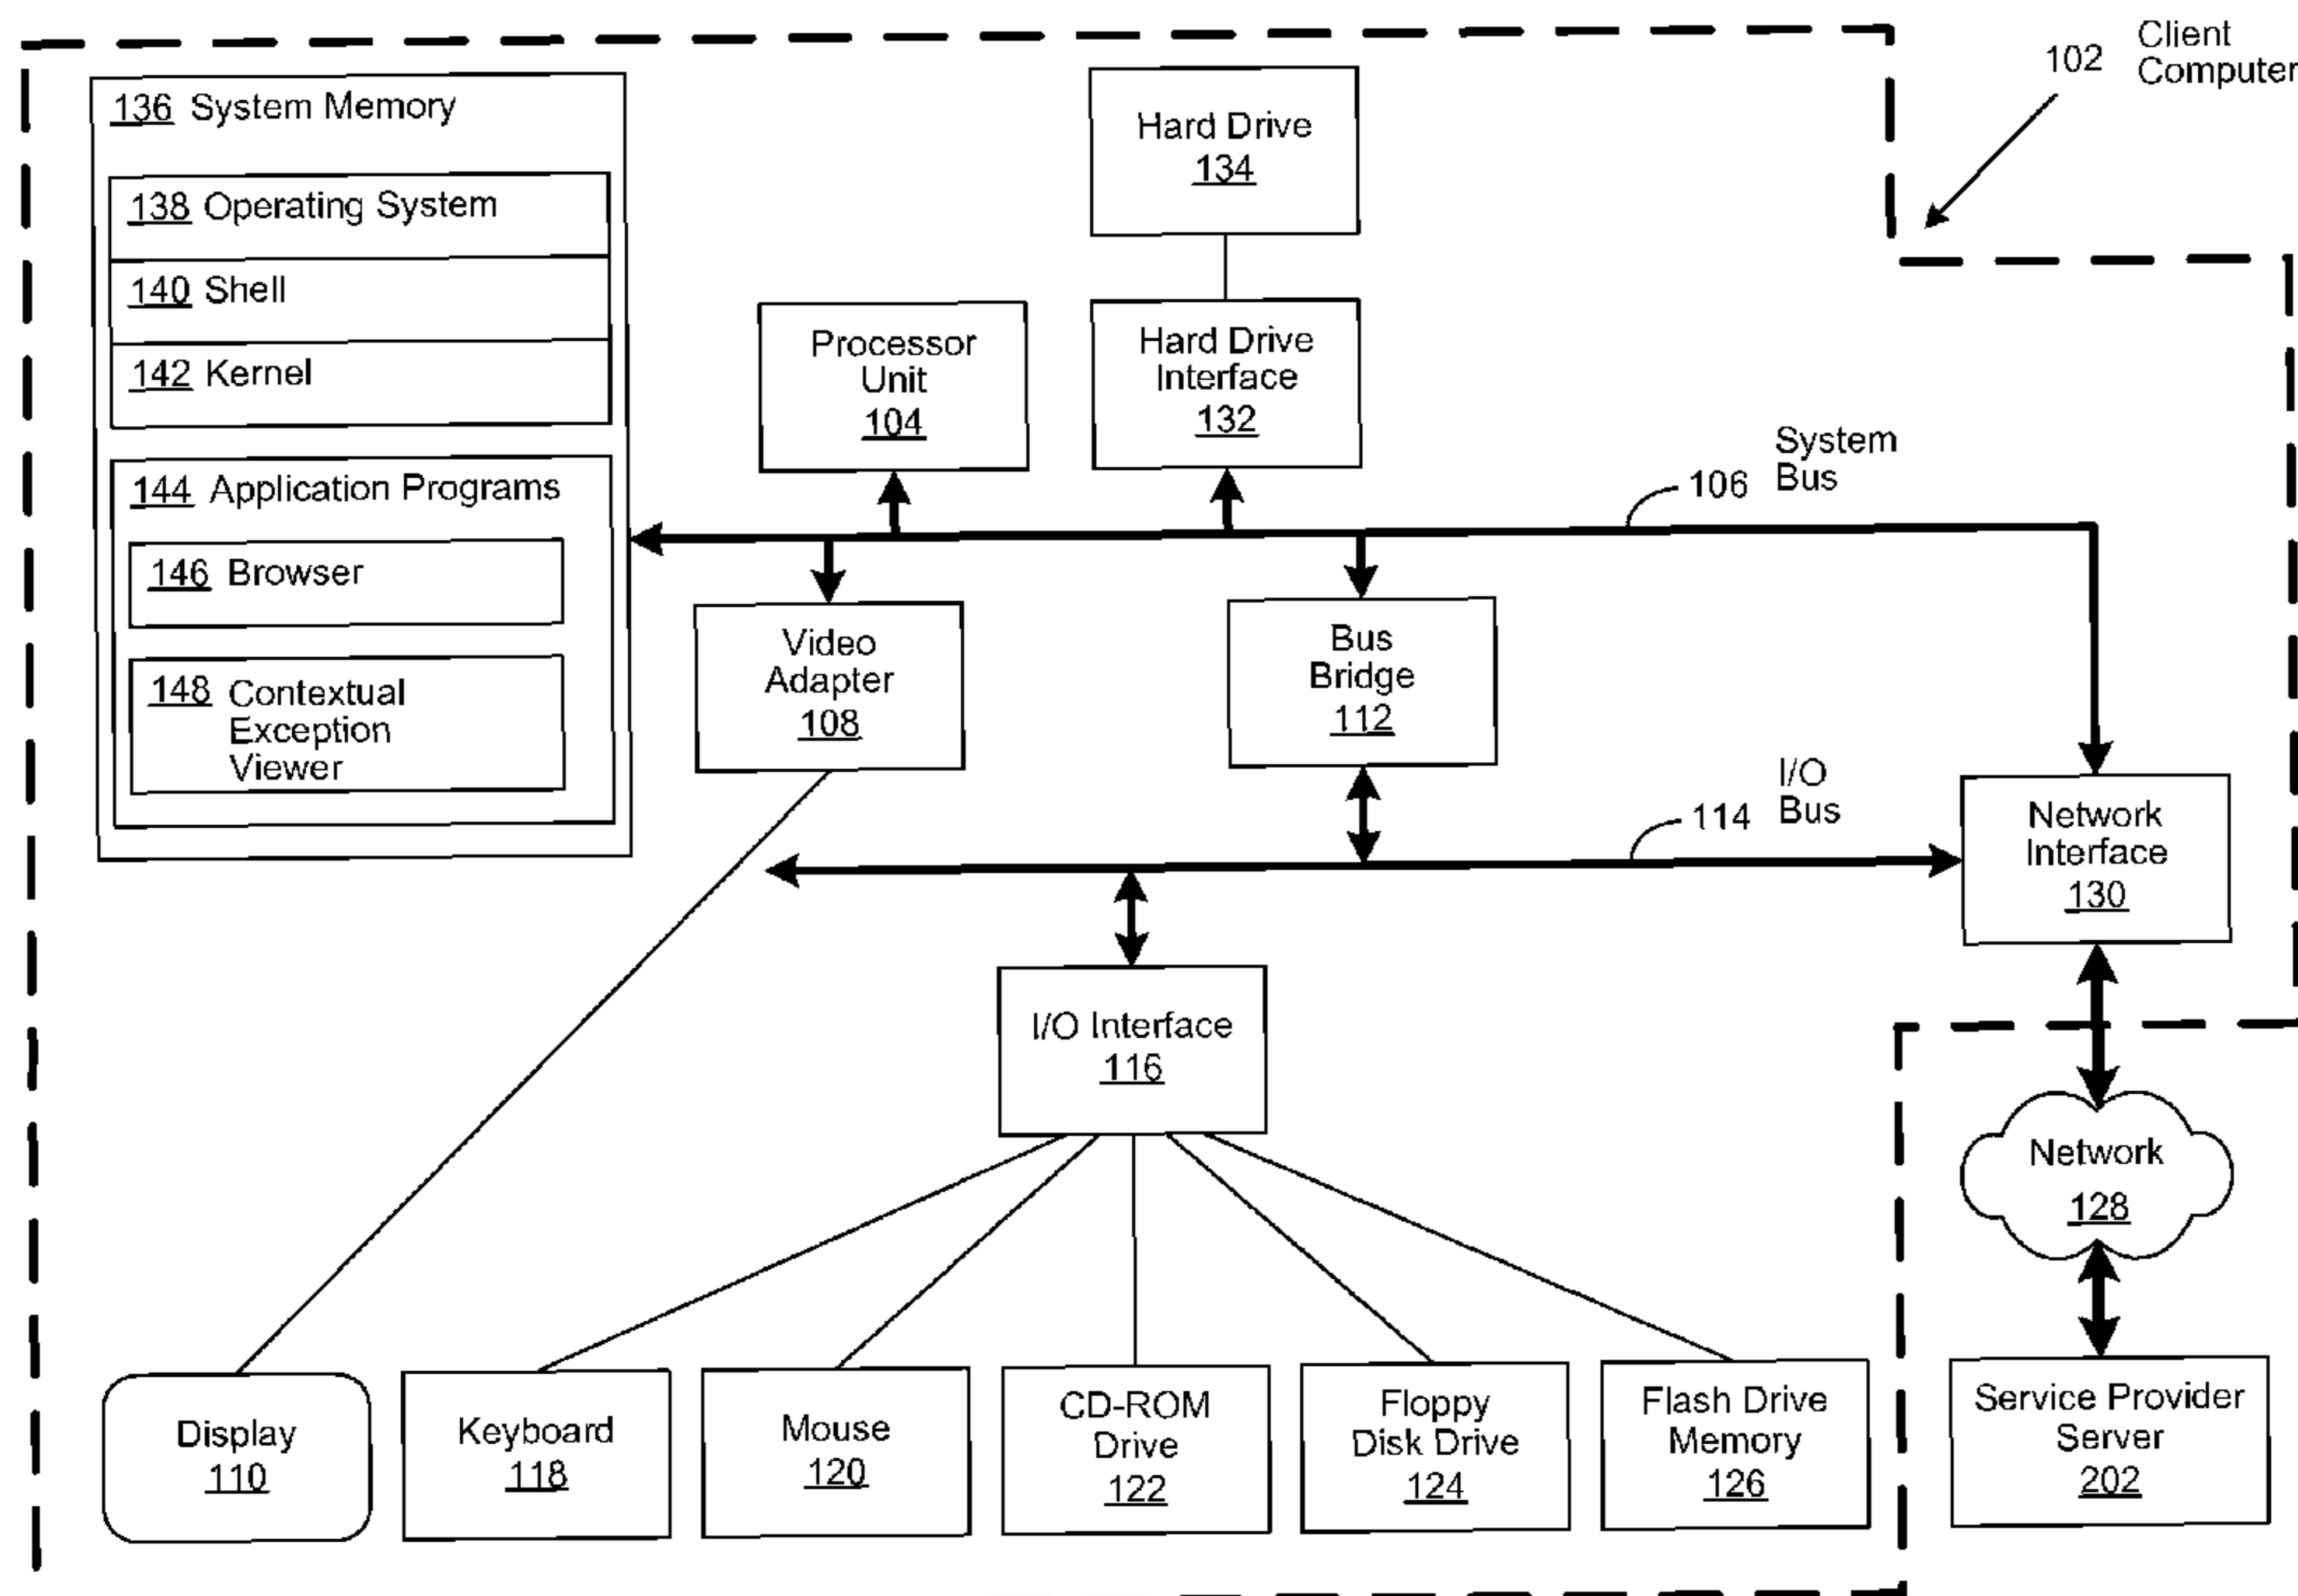 102 Client
Computer
136 System Memory
138 Operating System
140 Shell
142 Kernel
144 Application Programs
146 Browser
148 Contextual
Exception
Viewer
Hard Drive
134
Processor
Unit
104
Hard Drive
Interface
132
106 System
Bus
Video
Adapter
108
Bus
Bridge
112
114 I/O
Bus
Network
Interface
130
I/O Interface
116
Network
128
Display
110
Keyboard
118
Mouse
120
CD-ROM
Drive
122
Floppy
Disk Drive
124
Flash Drive
Memory
126
Service Provider
Server
202